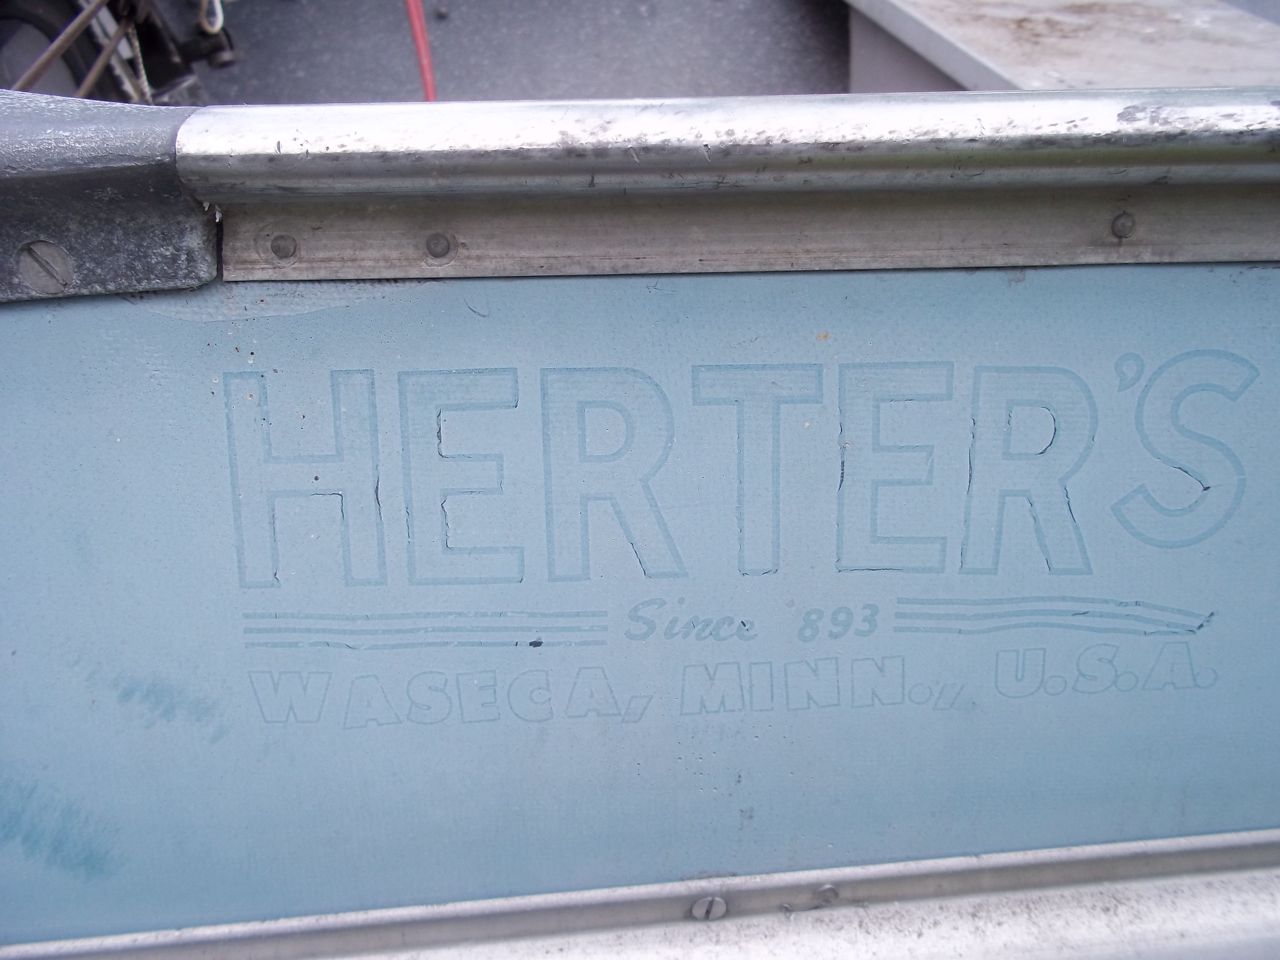 HERTER'S
Since 893
WASECA, MINN., U.S.A.